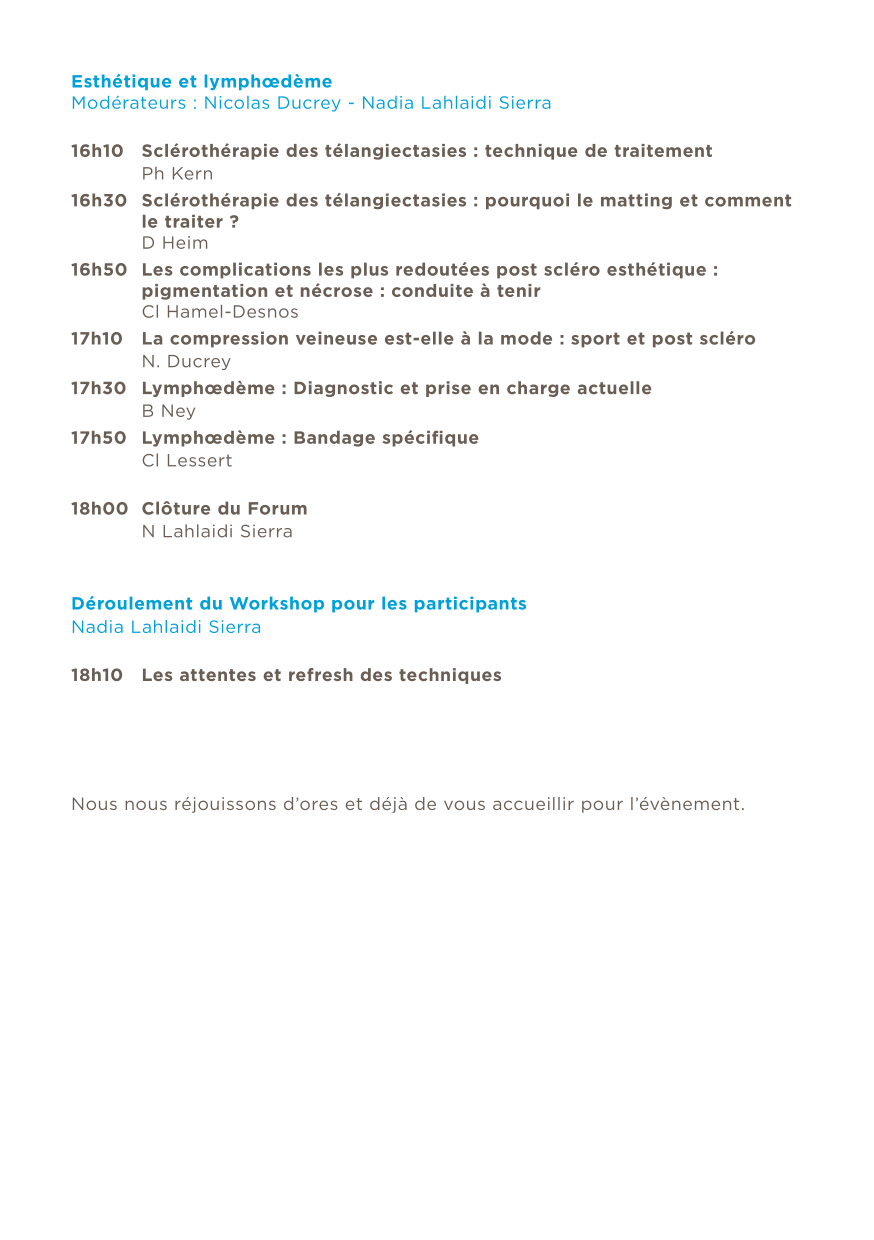 Esthétique et lymphœdème
Modérateurs : Nicolas Ducrey - Nadia Lahlaidi Sierra
16h10 Sclérothérapie des télangiectasies : technique de traitement
Ph Kern
16h30 Sclérothérapie des télangiectasies : pourquoi le matting et comment
le traiter ?
D Heim
16h50 Les complications les plus redoutées post scléro esthétique :
pigmentation et nécrose : conduite à tenir
Cl Hamel-Desnos
17h10 La compression veineuse est-elle à la mode : sport et post scléro
N. Ducrey
17h30 Lymphœdème : Diagnostic et prise en charge actuelle
B Ney
17h50 Lymphœdème : Bandage spécifique
Cl Lessert
18h00 Clôture du Forum
N Lahlaidi Sierra
Déroulement du Workshop pour les participants
Nadia Lahlaidi Sierra
18h10 Les attentes et refresh des techniques
Nous nous réjouissons d’ores et déjà de vous accueillir pour l’évènement.